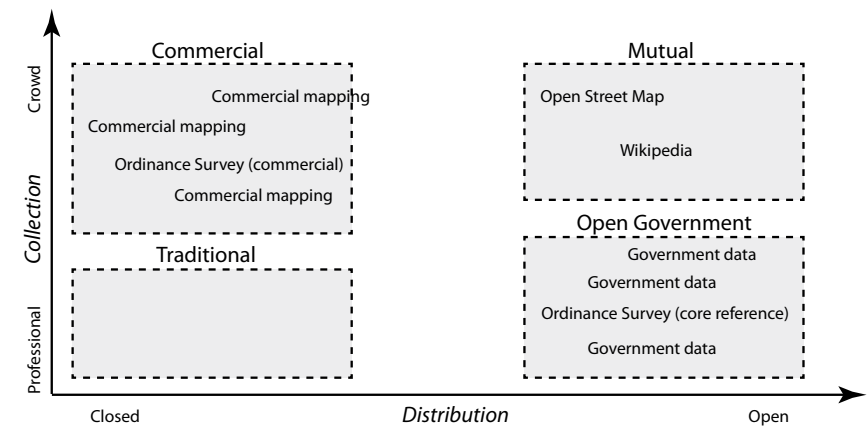 Commercial
Mutual
Crowd
Commercial mapping
Open Street Map
Commercial mapping
Wikipedia
Ordinance Survey (commercial)
Commercial mapping
Collection
Open Government
Traditional
Government data
Government data
Ordinance Survey (core reference)
Professional
Government data
Closed
Distribution
Open